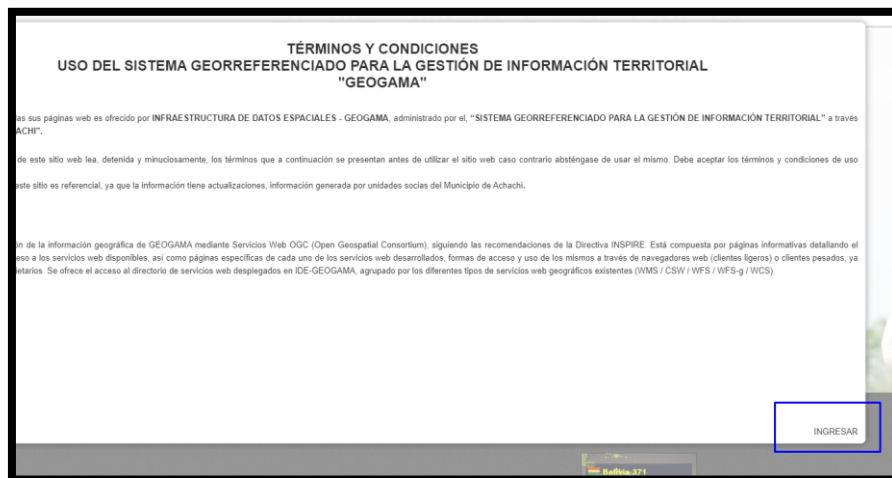 TÉRMINOS Y CONDICIONES
USO DEL SISTEMA GEORREFERENCIADO PARA LA GESTIÓN DE INFORMACIÓN TERRITORIAL
"GEOGAMA"
las sus páginas web es ofrecido por INFRAESTRUCTURA DE DATOS ESPACIALES - GEOGAMA, administrado por el, “SISTEMA GEORREFERENCIADO PARA LA GESTIÓN DE INFORMACIÓN TERRITORIAL” a través
ACHI”.
de este sitio web lea, detenida y minuciosamente, los términos que a continuación se presentan antes de utilizar el sitio web caso contrario absténgase de usar el mismo. Debe aceptar los términos y condiciones de uso
este sitio es referencial, ya que la información tiene actualizaciones, información generada por unidades socias del Municipio de Achachi.
ón de la información geográfica de GEOGAMA mediante Servicios Web OGC (Open Geospatial Consortium), siguiendo las recomendaciones de la Directiva INSPIRE. Está compuesta por páginas informativas detallando el
eso a los servicios web disponibles, así como páginas específicas de cada uno de los servicios web desarrollados, formas de acceso y uso de los mismos a través de navegadores web (clientes ligeros) o clientes pesados, ya
ietarios. Se ofrece el acceso al directorio de servicios web desplegados en IDE-GEOGAMA, agrupado por los diferentes tipos de servicios web geográficos existentes (WMS / CSW / WFS / WFS-g / WCS).
INGRESAR
Bolivia 371